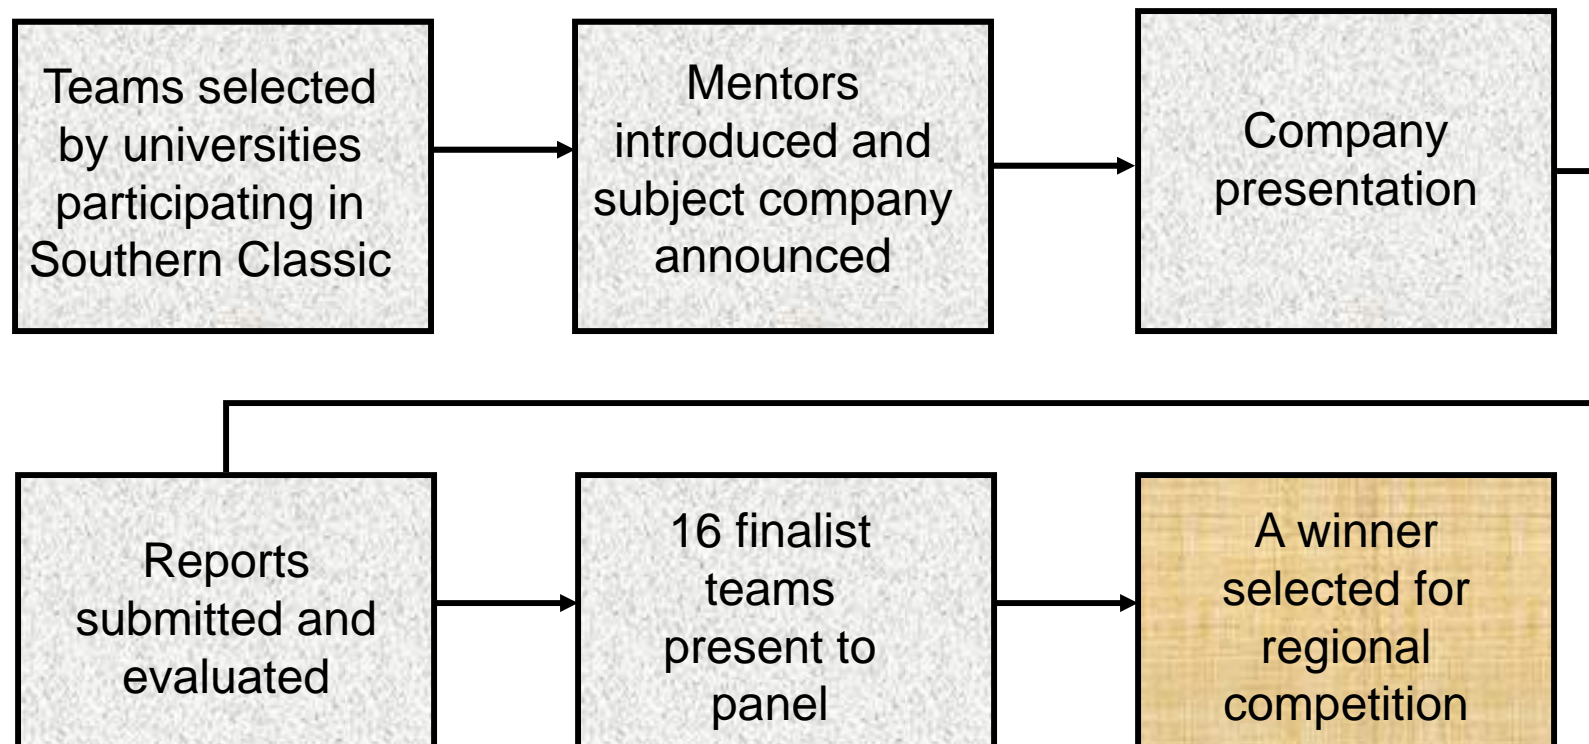 Teams selected
by universities
participating in
Southern Classic
Mentors
introduced and
subject company
announced
Company
presentation
Reports
submitted and
evaluated
16 finalist
teams
present to
panel
A winner
selected for
regional
competition